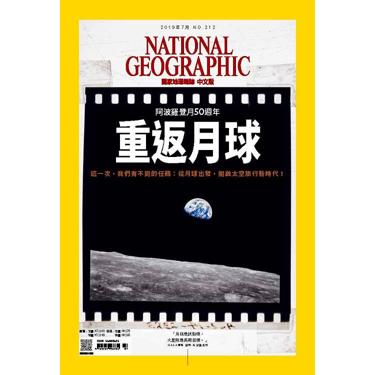 2019年7月 NO.212
NATIONAL
GEOGRAPHIC
國家地理雜誌 中文版
阿波羅登月50週年
重返月球
這一次，我們有不同的任務：從月球出發，開啟太空旅行新時代！